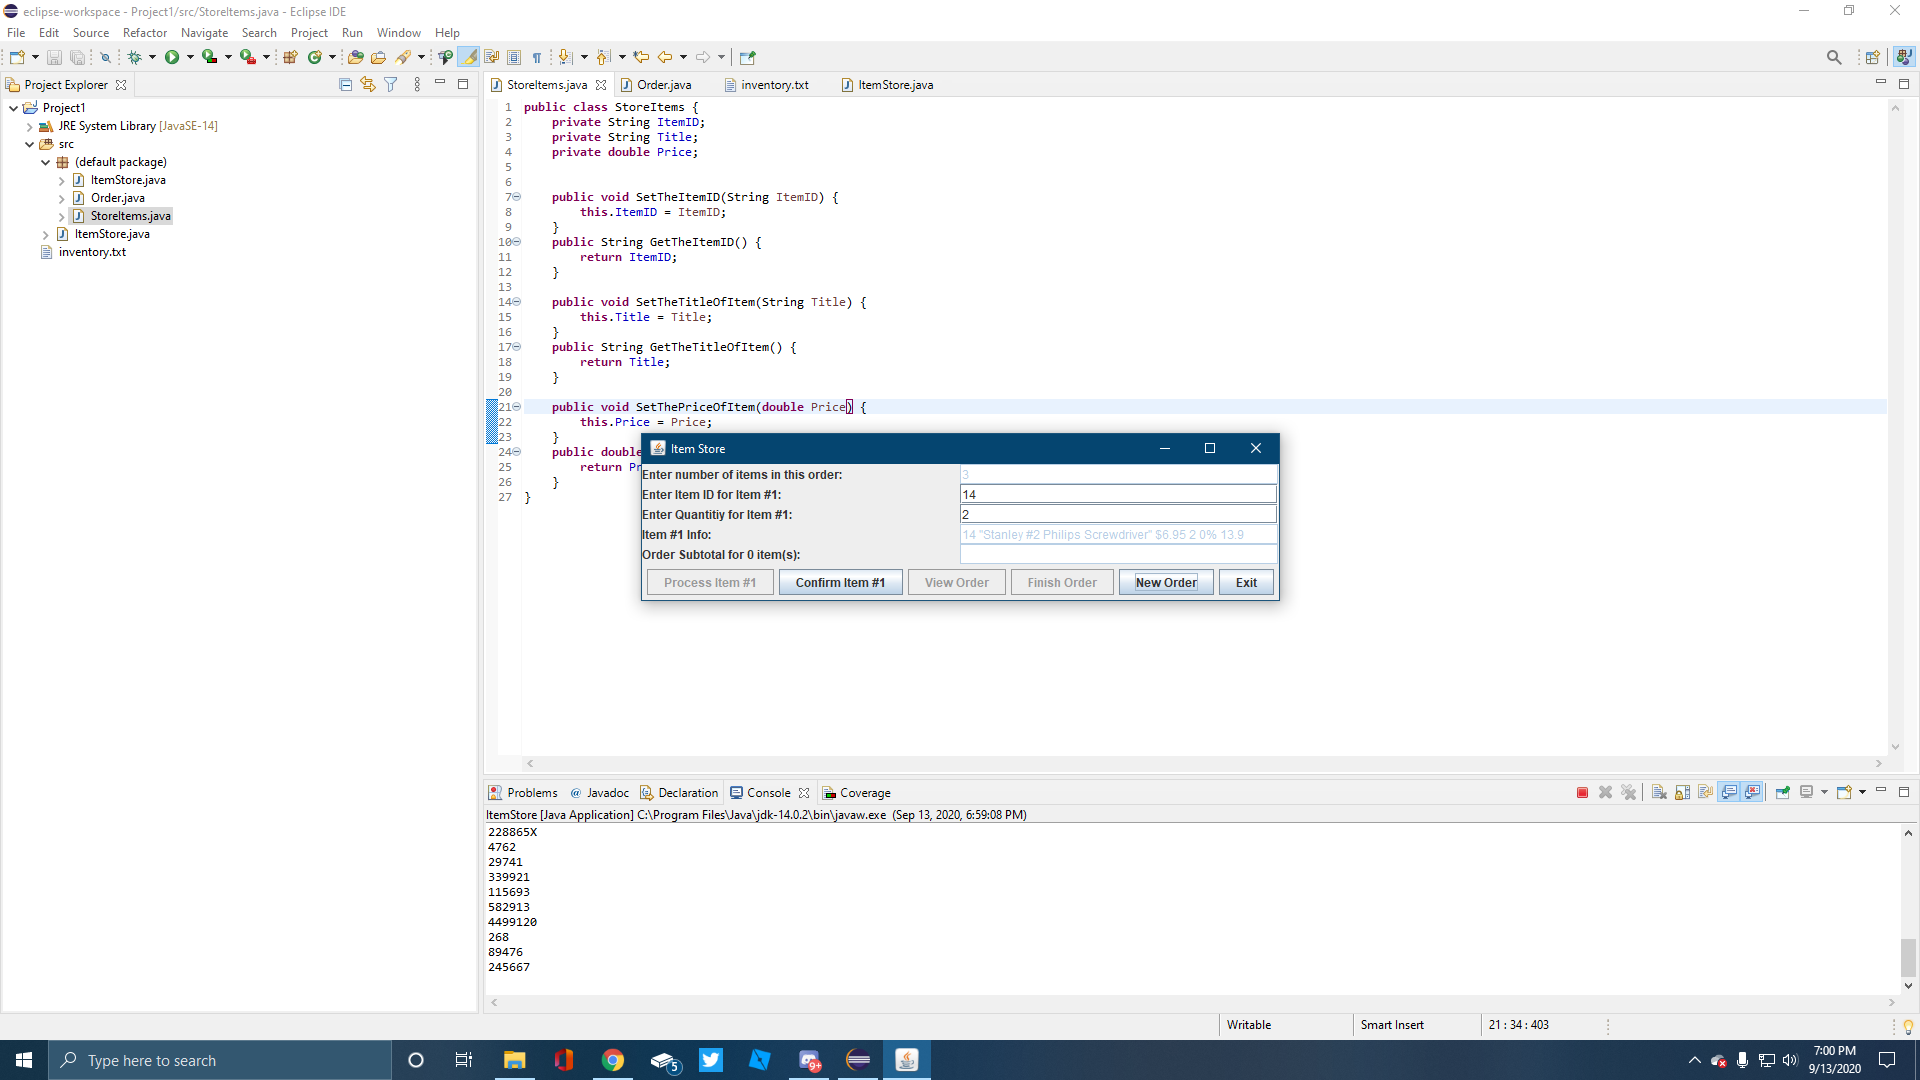 eclipse-workspace - Project1/src/StoreItems.java - Eclipse IDE
File Edit Source Refactor Navigate Search Project Run Window Help
Project Explorer
Project1
JRE System Library [JavaSE-14]
src
(default package)
ItemStore.java
Order.java
StoreItems.java
ItemStore.java
inventory.txt
StoreItems.java Order.java inventory.txt ItemStore.java
1 public class StoreItems {
2 private String ItemID;
3 private String Title;
4 private double Price;
5
6
7 public void SetTheItemID(String ItemID) {
8 this.ItemID = ItemID;
9 }
10 public String GetTheItemID() {
11 return ItemID;
12 }
13
14 public void SetTheTitleOfItem(String Title) {
15 this.Title = Title;
16 }
17 public String GetTheTitleOfItem() {
18 return Title;
19 }
20
21 public void SetThePriceOfItem(double Price) {
22 this.Price = Price;
23 }
24 public double
25 return Pr
26 }
27 }
Item Store
Enter number of items in this order: 3
Enter Item ID for Item #1: 14
Enter Quantitiy for Item #1: 2
Item #1 Info: 14 "Stanley #2 Philips Screwdriver" $6.95 2 0% 13.9
Order Subtotal for 0 item(s):
Process Item #1 Confirm Item #1 View Order Finish Order New Order Exit
Problems @ Javadoc Declaration Console Coverage
ItemStore [Java Application] C:\Program Files\Java\jdk-14.0.2\bin\javaw.exe (Sep 13, 2020, 6:59:08 PM)
228865X
4762
29741
339921
115693
582913
4499120
268
89476
245667
Writable Smart Insert 21 : 34 : 403
Type here to search
5
9+
7:00 PM
9/13/2020